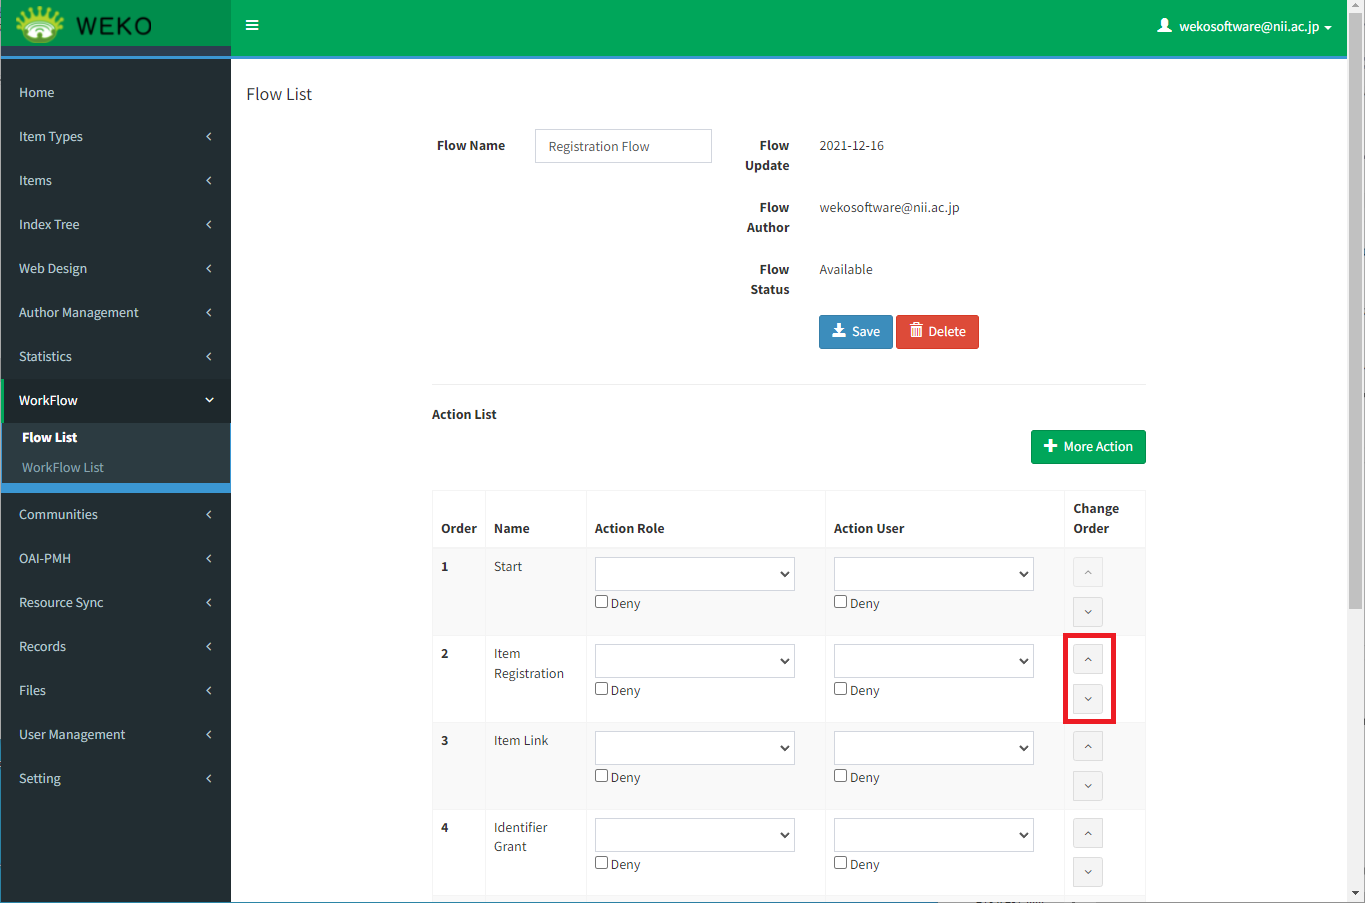 WEKO
wekosoftware@nii.ac.jp
Home
Item Types
Items
Index Tree
Web Design
Author Management
Statistics
WorkFlow
Flow List
WorkFlow List
Communities
OAI-PMH
Resource Sync
Records
Files
User Management
Setting
Flow List
Flow Name
Registration Flow
Flow
Update
2021-12-16
Flow
Author
wekosoftware@nii.ac.jp
Flow
Status
Available
Save
Delete
Action List
More Action
Order
Name
Action Role
Action User
Change
Order
1
Start
Deny
Deny
2
Item
Registration
Deny
Deny
3
Item Link
Deny
Deny
4
Identifier
Grant
Deny
Deny